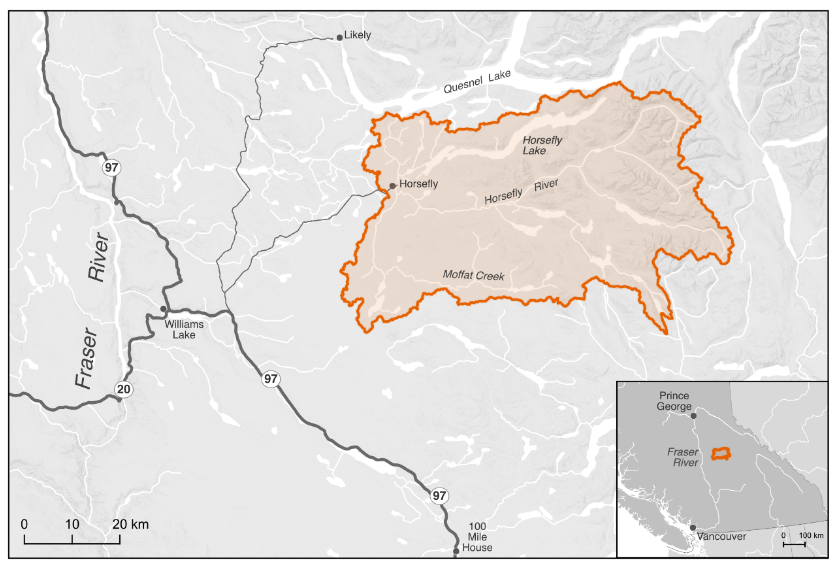 Likely
Quesnel Lake
Horsefly
Lake
97
Horsefly
Horsefly River
Fraser River
Moffat Creek
Williams
Lake
97
20
Prince
George
Fraser
River
97
0 10 20 km
100
Mile
House
Vancouver
0 100 km